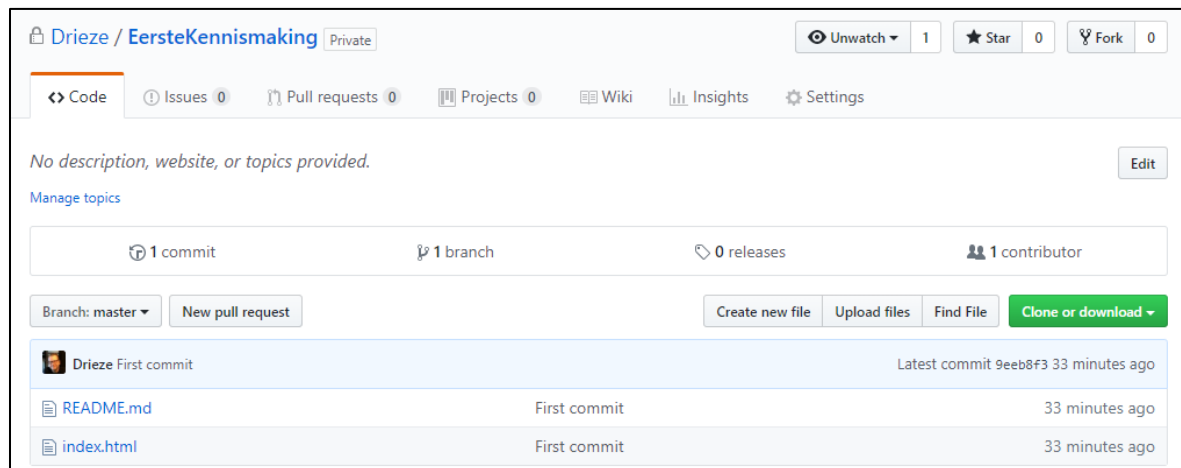 Drieze / EersteKennismaking Private Unwatch 1 Star 0 Fork 0
Code Issues 0 Pull requests 0 Projects 0 Wiki Insights Settings
No description, website, or topics provided. Edit
Manage topics
1 commit 1 branch 0 releases 1 contributor
Branch: master New pull request Create new file Upload files Find File Clone or download
Drieze First commit Latest commit 9eeb8f3 33 minutes ago
README.md First commit 33 minutes ago
index.html First commit 33 minutes ago